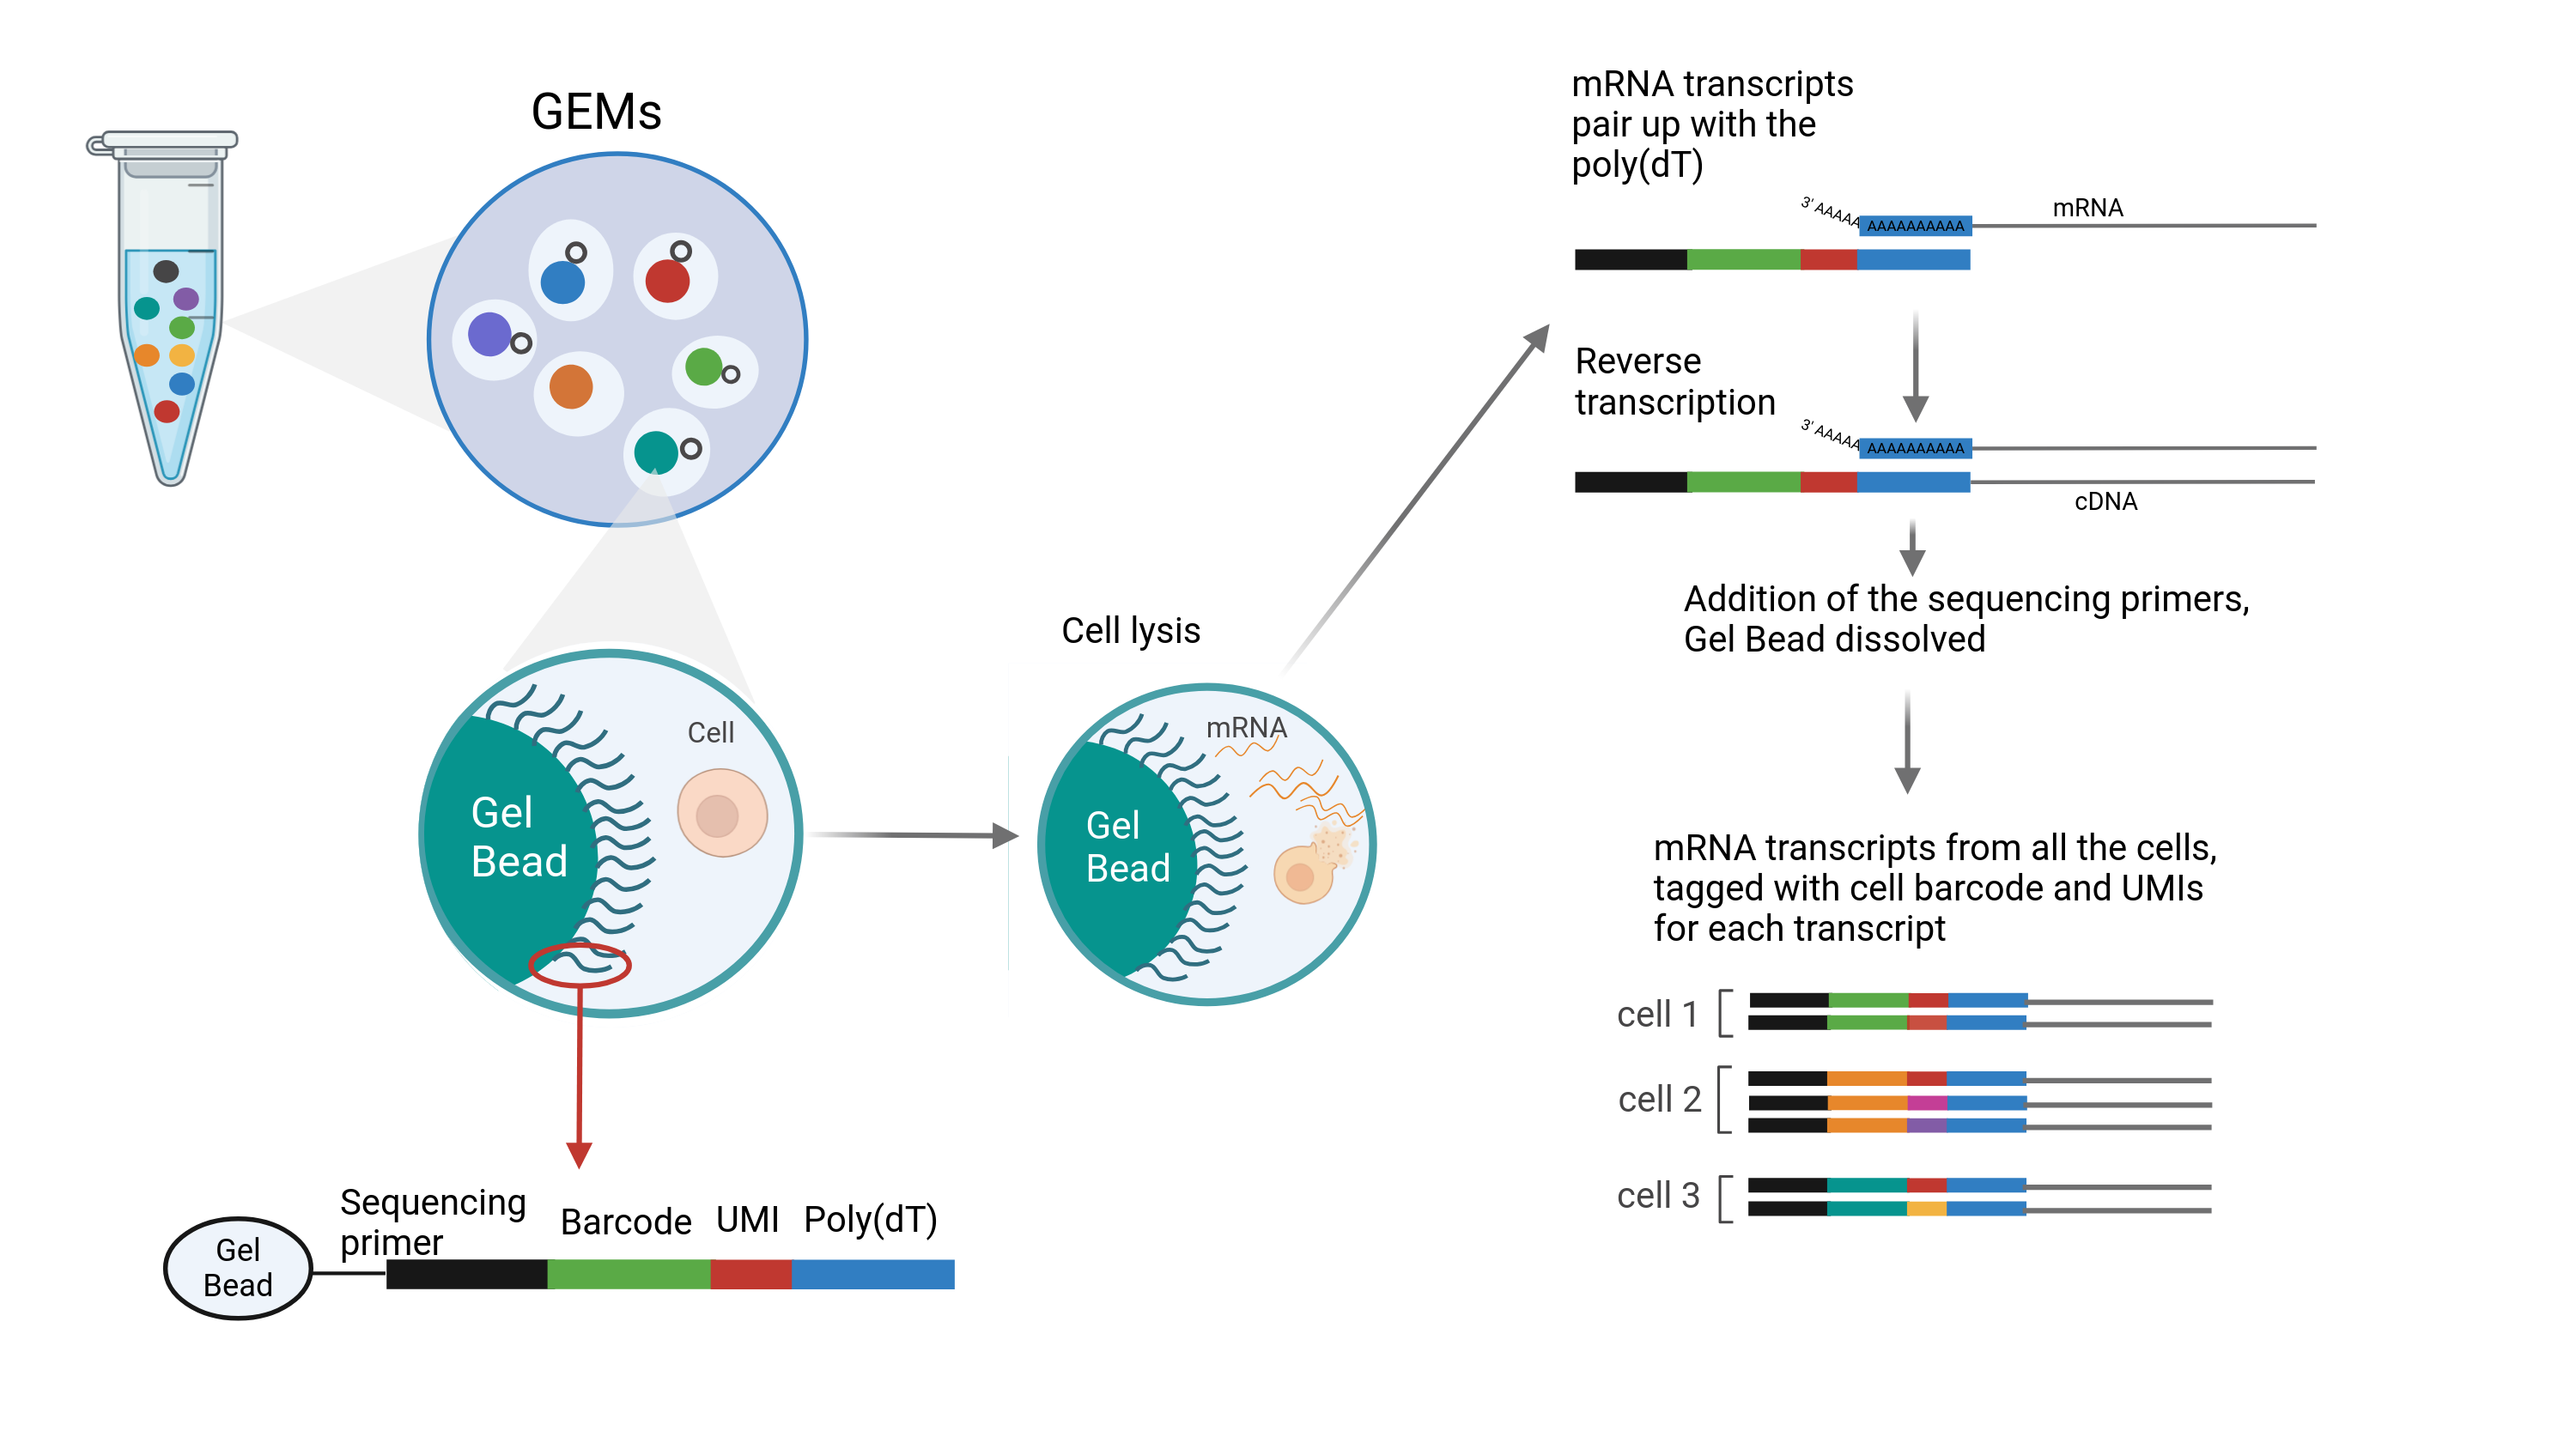 GEMs
Cell
Gel
Bead
Sequencing
primer
Barcode
UMI
Poly(dT)
Gel
Bead
Cell lysis
mRNA
Gel
Bead
mRNA transcripts
pair up with the
poly(dT)
3' AAAAA
AAAAAAAAAA
mRNA
Reverse
transcription
3' AAAAA
AAAAAAAAAA
cDNA
Addition of the sequencing primers,
Gel Bead dissolved
mRNA transcripts from all the cells,
tagged with cell barcode and UMIs
for each transcript
cell 1
cell 2
cell 3